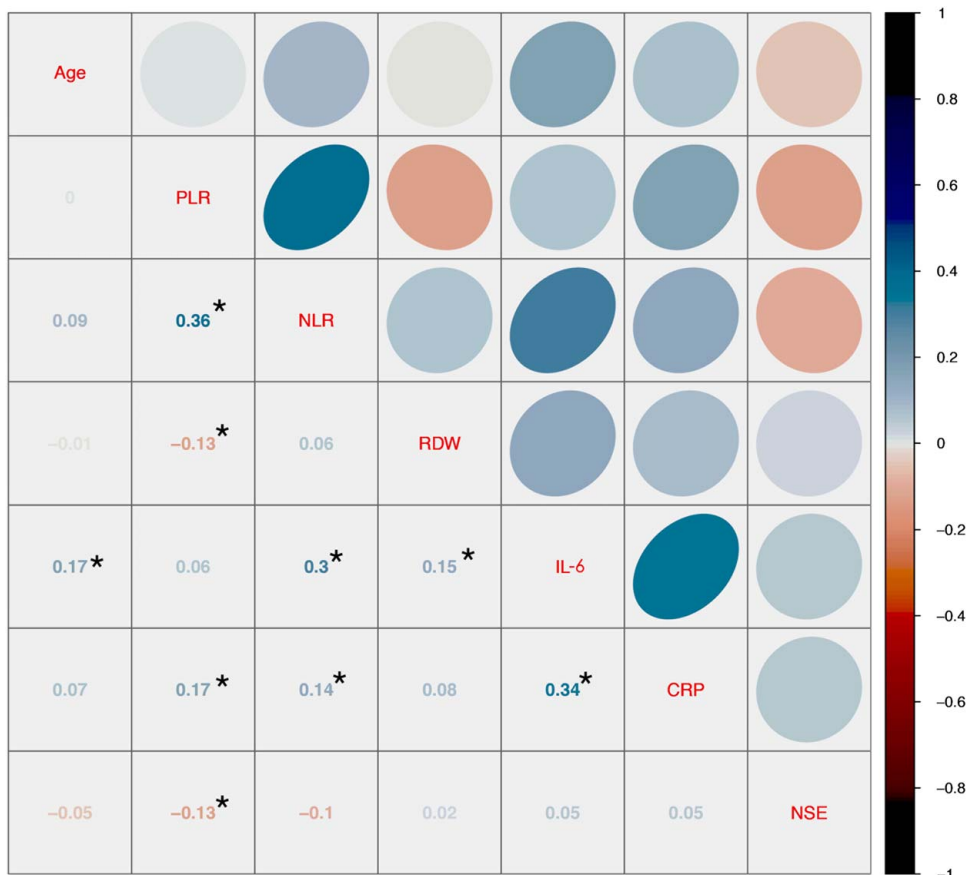 Age
0 PLR
0.09 0.36 * NLR
−0.01 −0.13 * 0.06 RDW
0.17 * 0.06 0.3 * 0.15 * IL-6
0.07 0.17 * 0.14 * 0.08 0.34 * CRP
−0.05 −0.13 * −0.1 0.02 0.05 0.05 NSE
1
0.8
0.6
0.4
0.2
0
−0.2
−0.4
−0.6
−0.8
−1